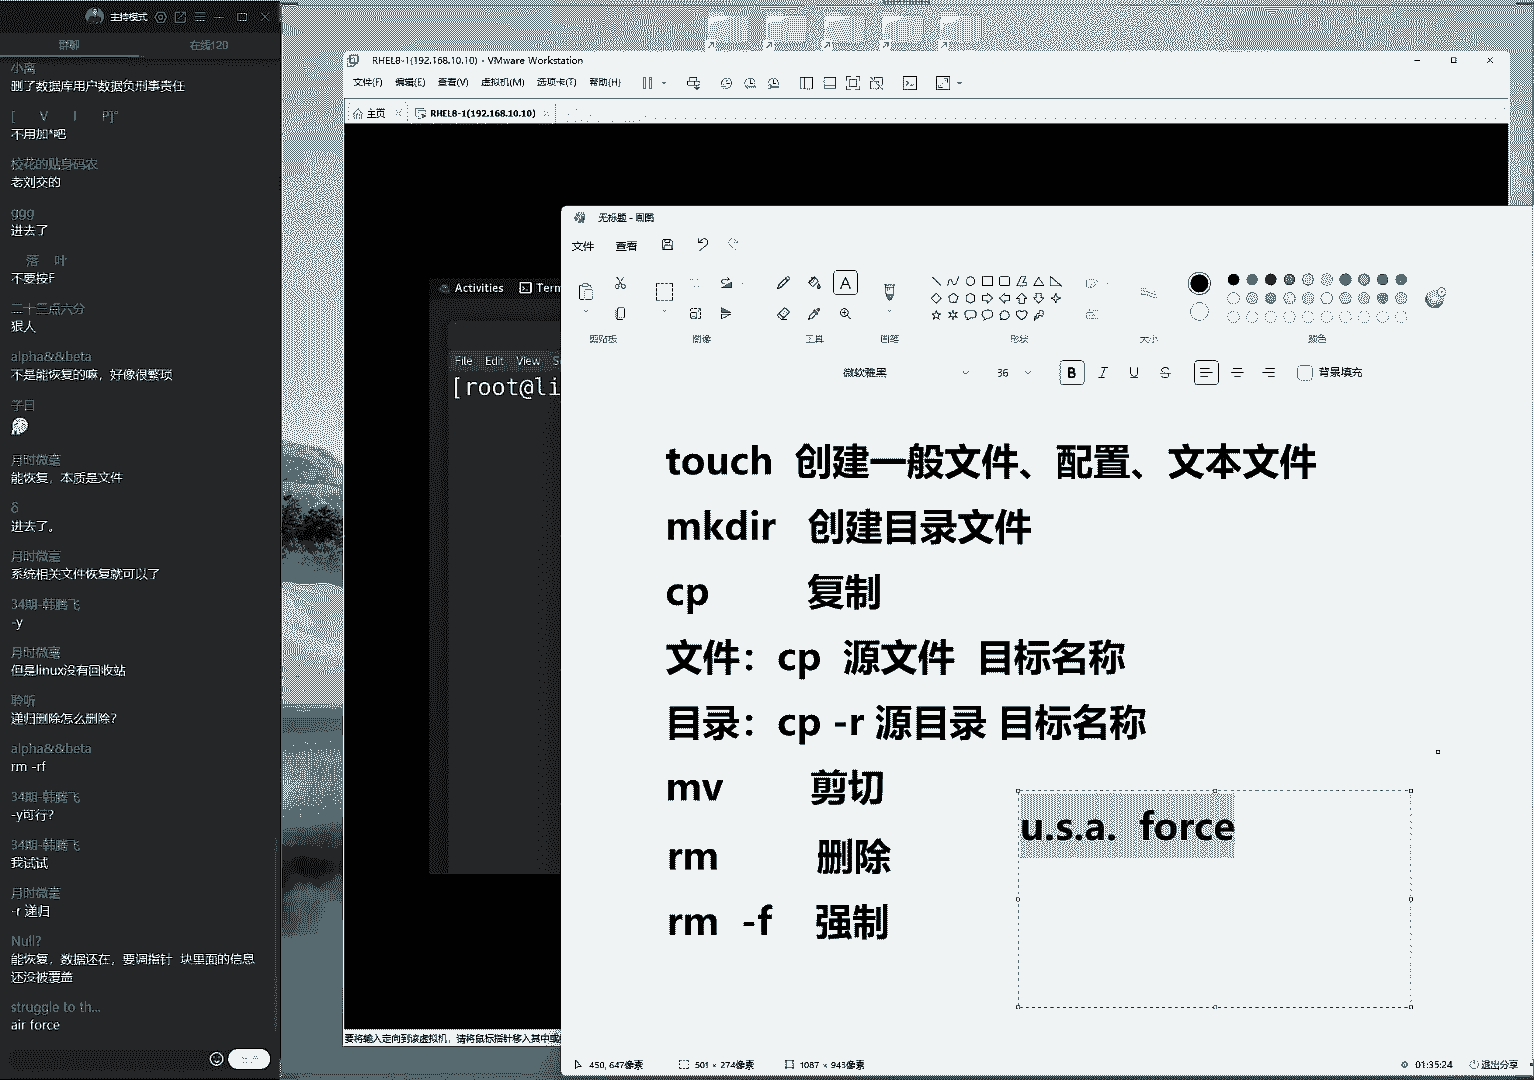 主持模式
群聊
在线120
小离
删了数据库用户数据负刑事责任
不用加*吧
校花的贴身码农
老刘交的
ggg
进去了
落 叶
不要按F
二十三点六分
狠人
alpha&&beta
不是能恢复的嘛，好像很繁琐
子曰
月时微毫
能恢复，本质是文件
δ
进去了。
月时微毫
系统相关文件恢复就可以了
34期-韩腾飞
-y
月时微毫
但是linux没有回收站
聆听
递归删除怎么删除？
alpha&&beta
rm -rf
34期-韩腾飞
-y可行？
34期-韩腾飞
我试试
月时微毫
-r 递归
Null?
能恢复，数据还在，要调指针 块里面的信息
还没被覆盖
struggle to th...
air force
RHEL8-1(192.168.10.10) - VMware Workstation
文件(F) 编辑(E) 查看(V) 虚拟机(M) 选项卡(T) 帮助(H)
主页 RHEL8-1(192.168.10.10)
Activities Term
File Edit View S
[root@li
要将输入定向到该虚拟机，请将鼠标指针移入其中或
无标题 - 画图
文件 查看
剪贴板 图像 工具 画笔 形状 大小 颜色
微软雅黑 36 B I U S 背景填充
touch 创建一般文件、配置、文本文件
mkdir 创建目录文件
cp 复制
文件：cp 源文件 目标名称
目录：cp -r 源目录 目标名称
mv 剪切
u.s.a. force
rm 删除
rm -f 强制
450, 647像素 501 × 274像素 1087 × 943像素 01:35:24 退出分享